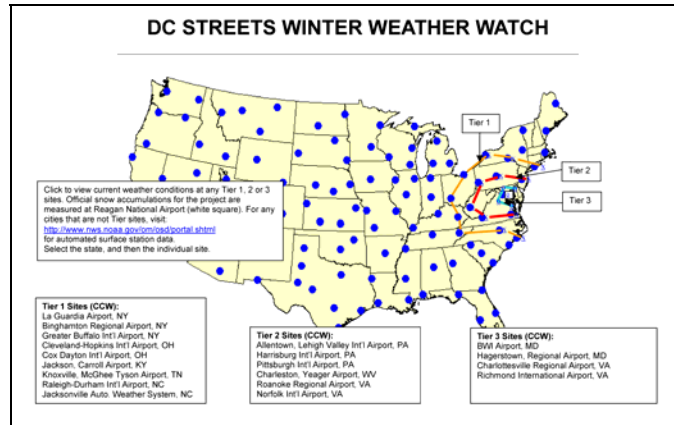 DC STREETS WINTER WEATHER WATCH
Tier 1
Tier 2
Tier 3
Click to view current weather conditions at any Tier 1, 2 or 3
sites. Official snow accumulations for the project are
measured at Reagan National Airport (white square). For any
cities that are not Tier sites, visit
http://www.nws.noaa.gov/om/osd/portal.shtml
for automated surface station data.
Select the state, and then the individual site.
Tier 1 Sites (CCW):
La Guardia Airport, NY
Binghamton Regional Airport, NY
Greater Buffalo Int'l Airport, NY
Cleveland-Hopkins Int'l Airport, OH
Cox Dayton Int'l Airport, OH
Jackson, Carroll Airport, KY
Knoxville, McGhee Tyson Airport, TN
Raleigh-Durham Int'l Airport, NC
Jacksonville Auto. Weather System, NC
Tier 2 Sites (CCW):
Allentown, Lehigh Valley Int'l Airport, PA
Harrisburg Int'l Airport, PA
Pittsburgh Int'l Airport, PA
Charleston, Yeager Airport, WV
Roanoke Regional Airport, VA
Norfolk Int'l Airport, VA
Tier 3 Sites (CCW):
BWI Airport, MD
Hagerstown, Regional Airport, MD
Charlottesville Regional Airport, VA
Richmond International Airport, VA